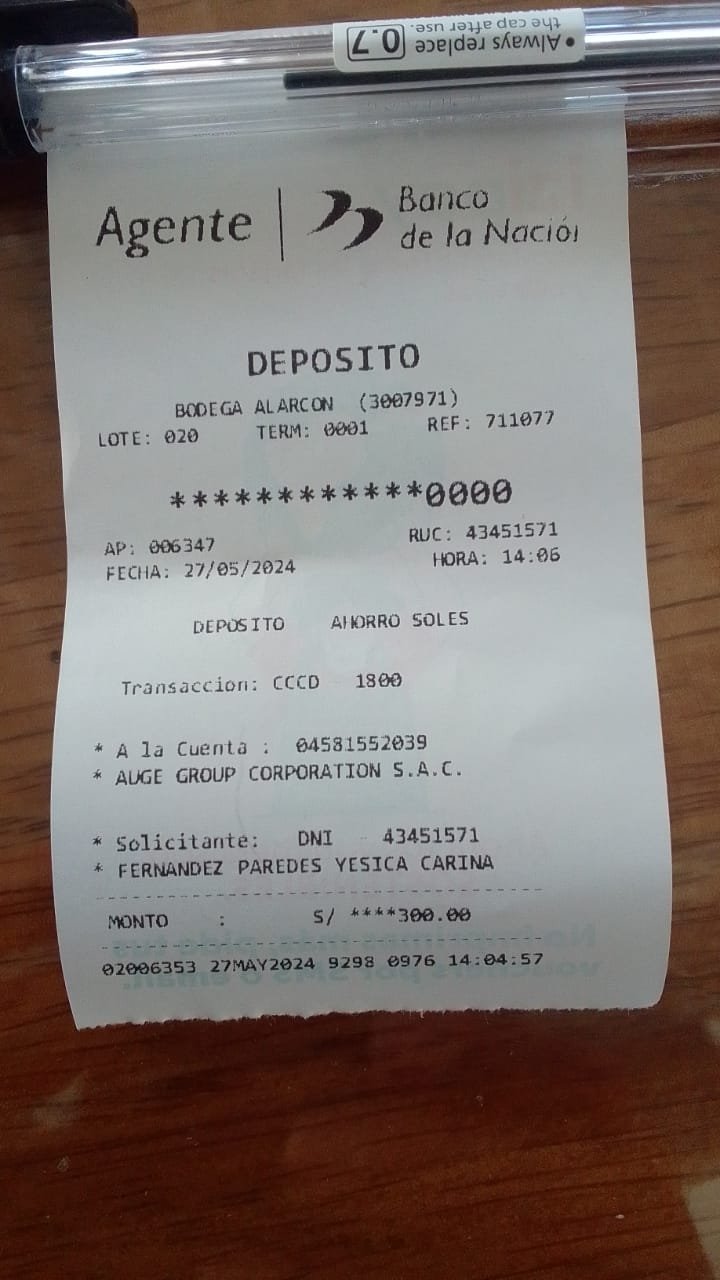 • Always replace
the cap after use.
0.7
Agente
Banco
de la Nación
DEPOSITO
BODEGA ALARCON (3007971)
LOTE: 020 TERM: 0001 REF: 711077
************0000
AP: 006347 RUC: 43451571
FECHA: 27/05/2024 HORA: 14:06
DEPOSITO AHORRO SOLES
Transaccion: CCCD 1800
* A la Cuenta : 04581552039
* AUGE GROUP CORPORATION S.A.C.
* Solicitante: DNI 43451571
* FERNANDEZ PAREDES YESICA CARINA
MONTO : S/ ****300.00
02006353 27MAY2024 9298 0976 14:04:57